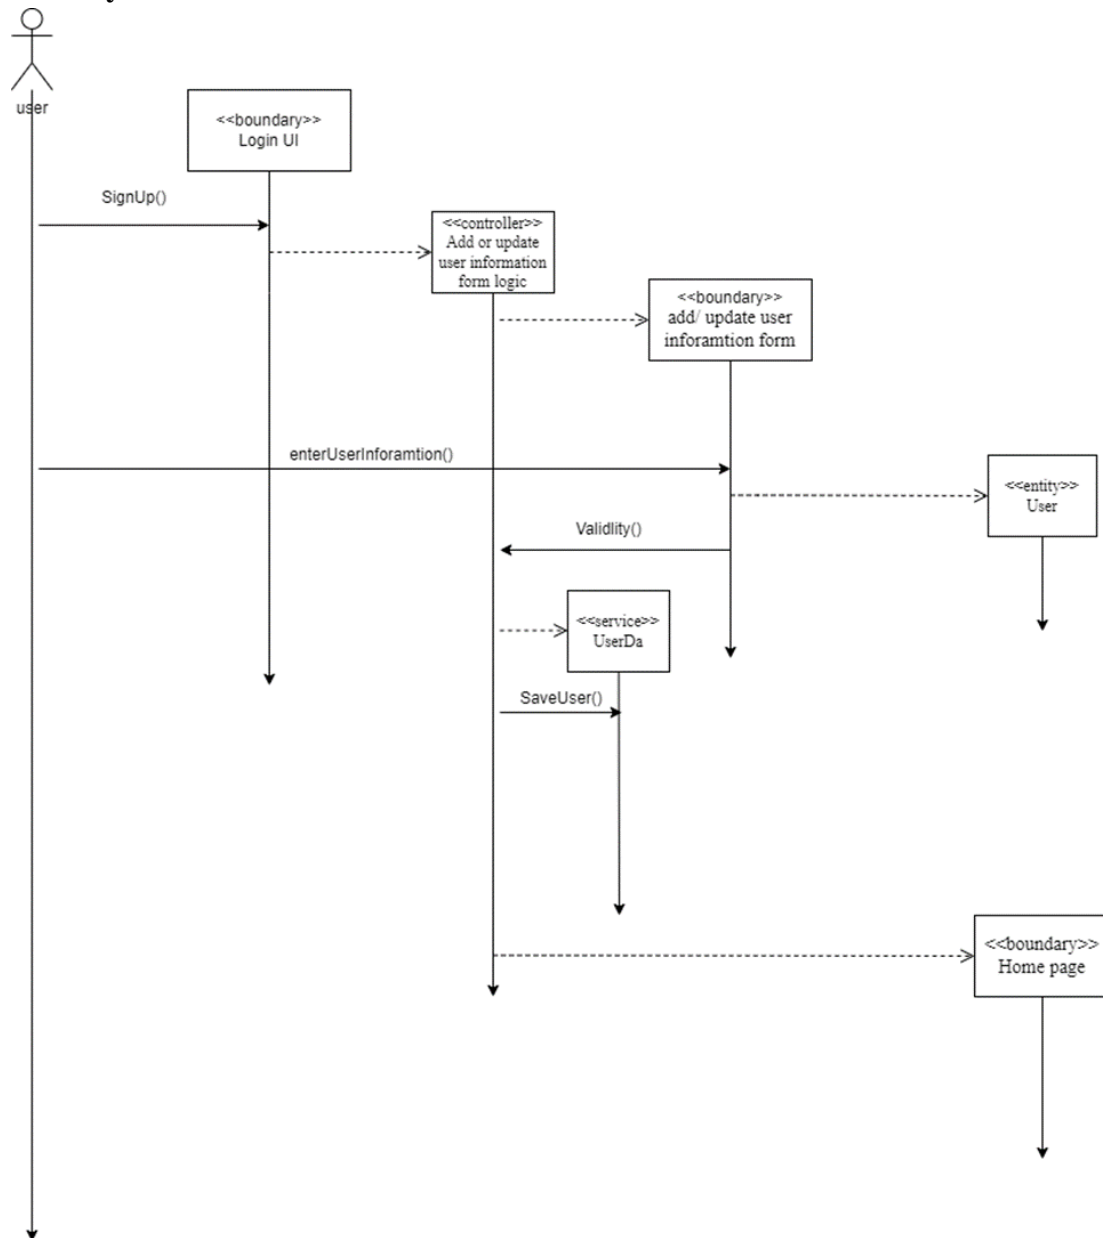 user
<<boundary>>
Login UI
SignUp()
<<controller>>
Add or update
user information
form logic
<<boundary>>
add/ update user
inforamtion form
enterUserInforamtion()
<<entity>>
User
Validlity()
<<service>>
UserDa
SaveUser()
<<boundary>>
Home page